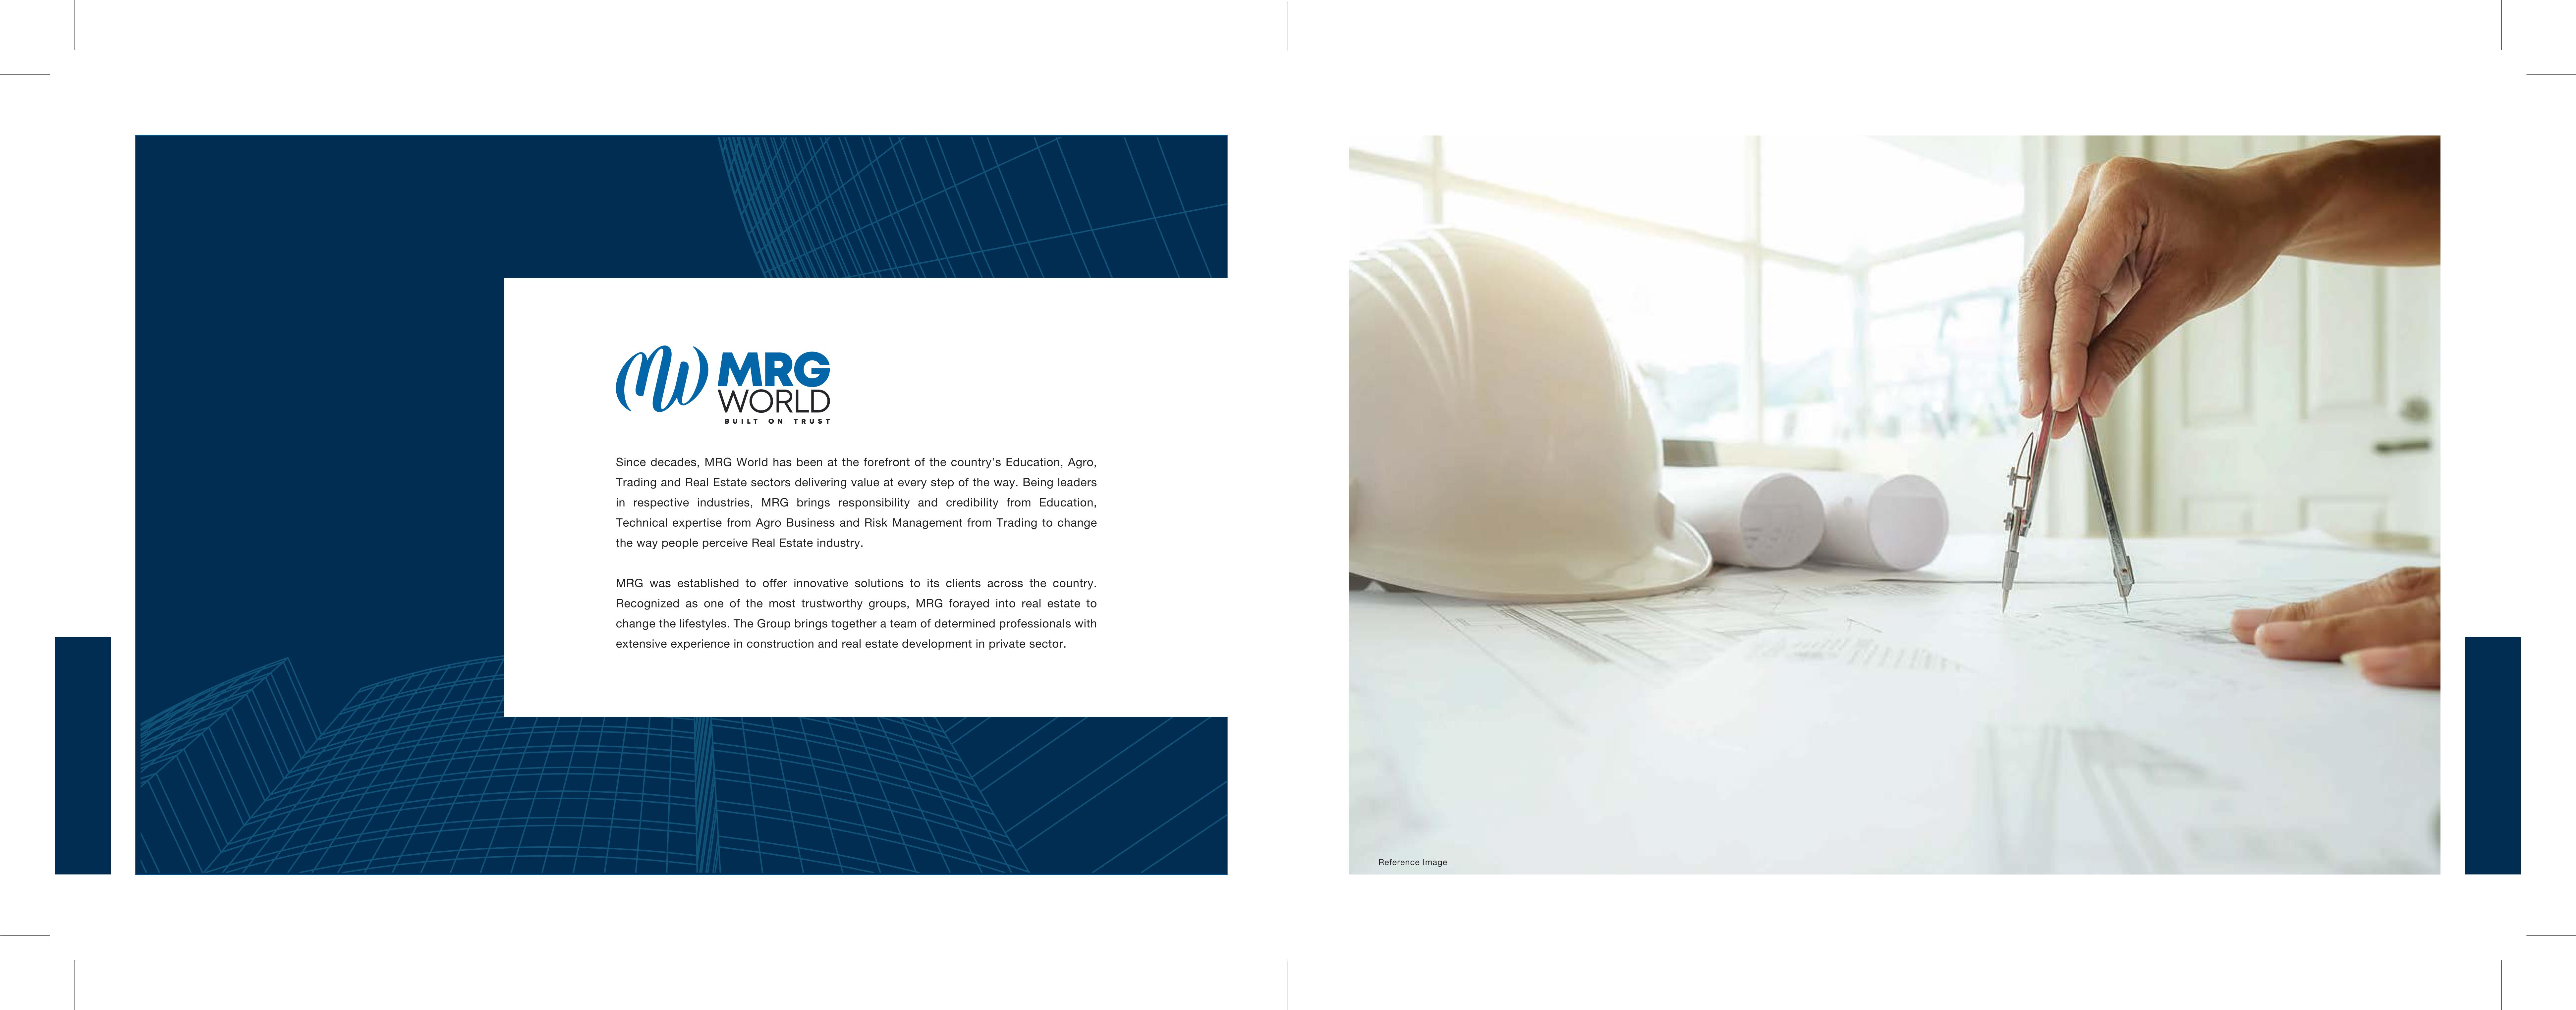 MRG
WORLD
BUILT ON TRUST
Since decades, MRG World has been at the forefront of the country's Education, Agro,
Trading and Real Estate sectors delivering value at every step of the way. Being leaders
in respective industries, MRG brings responsibility and credibility from Education,
Technical expertise from Agro Business and Risk Management from Trading to change
the way people perceive Real Estate industry.
MRG was established to offer innovative solutions to its clients across the country.
Recognized as one of the most trustworthy groups, MRG forayed into real estate to
change the lifestyles. The Group brings together a team of determined professionals with
extensive experience in construction and real estate development in private sector.
Reference Image